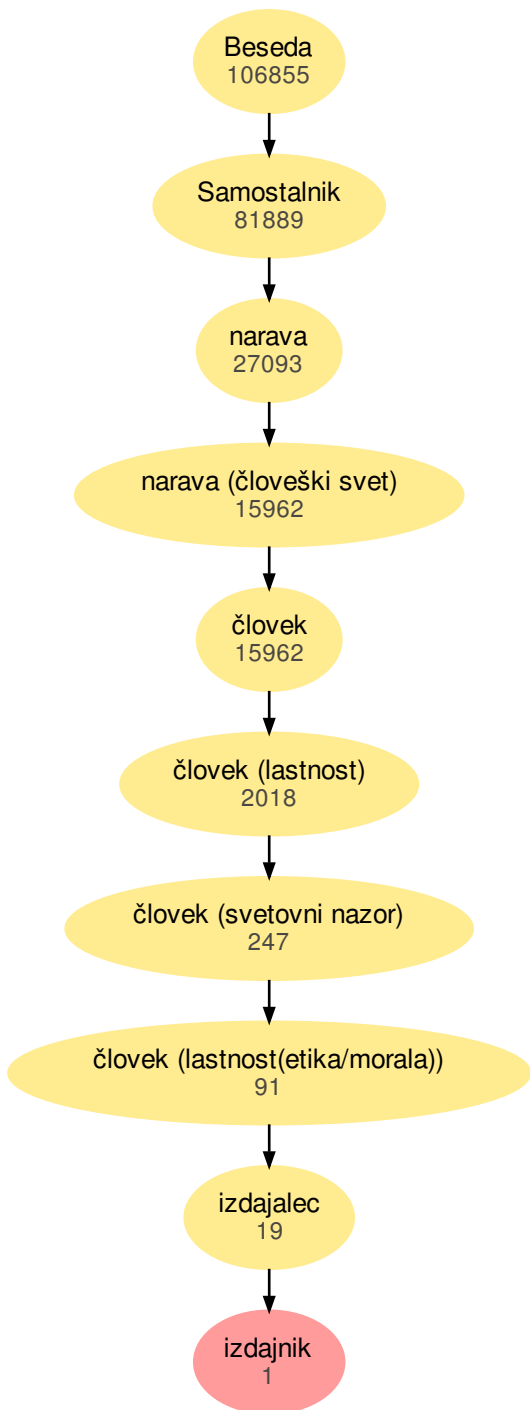 Beseda
106855
Samostalnik
81889
narava
27093
narava (človeški svet)
15962
človek
15962
človek (lastnost)
2018
človek (svetovni nazor)
247
človek (lastnost(etika/morala))
91
izdajalec
19
izdajnik
1